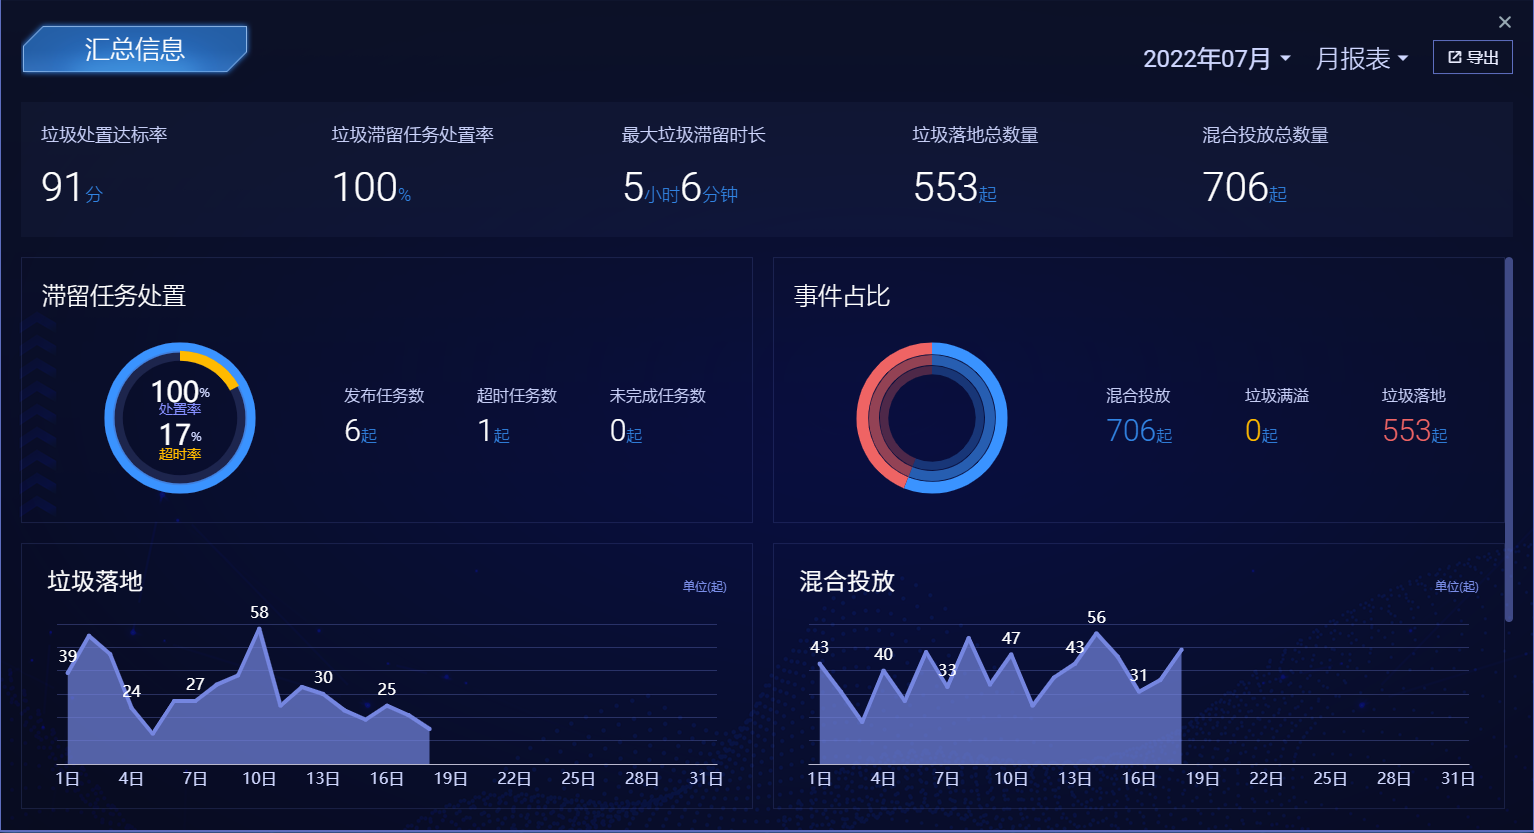 汇总信息
2022年07月
月报表
导出
垃圾处置达标率
垃圾滞留任务处置率
最大垃圾滞留时长
垃圾落地总数量
混合投放总数量
91分
100%
5小时6分钟
553起
706起
滞留任务处置
100%
处置率
17%
超时率
发布任务数
超时任务数
未完成任务数
6起
1起
0起
事件占比
混合投放
垃圾满溢
垃圾落地
706起
0起
553起
垃圾落地
单位(起)
39
24
27
58
30
25
1日 4日 7日 10日 13日 16日 19日 22日 25日 28日 31日
混合投放
单位(起)
43
40
33
47
43
56
31
1日 4日 7日 10日 13日 16日 19日 22日 25日 28日 31日